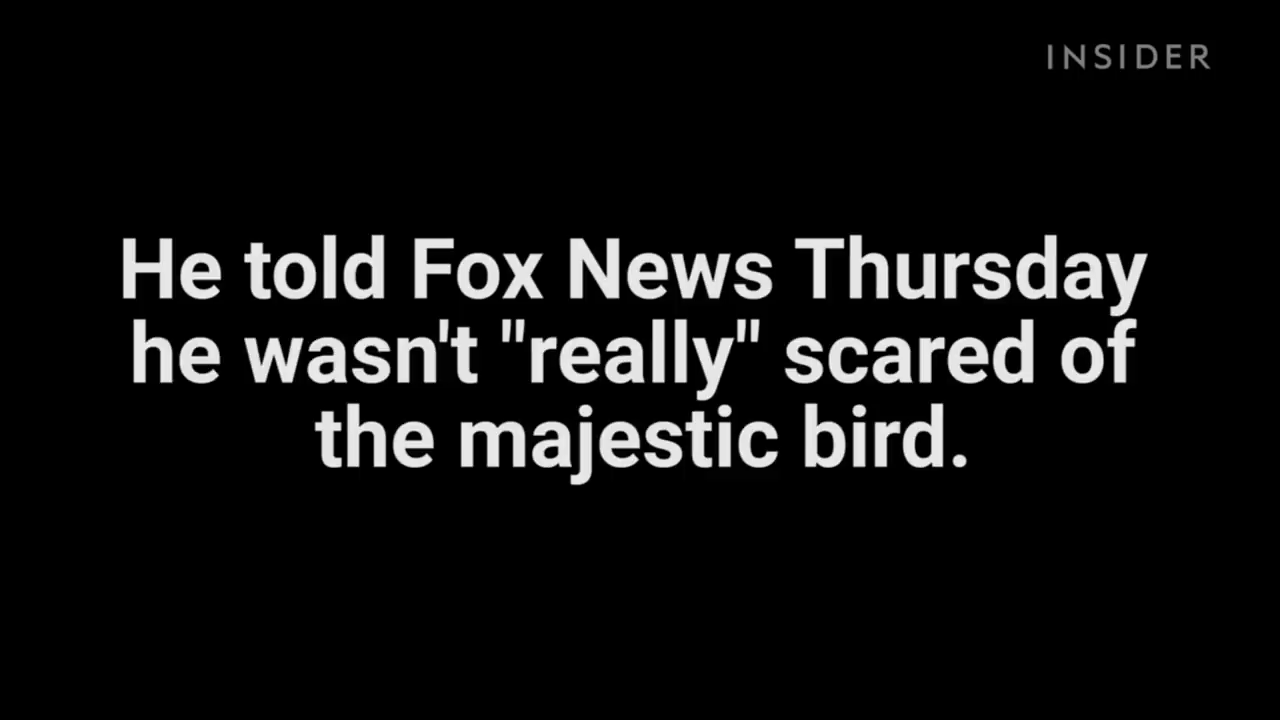 INSIDER
He told Fox News Thursday
he wasn't "really" scared of
the majestic bird.